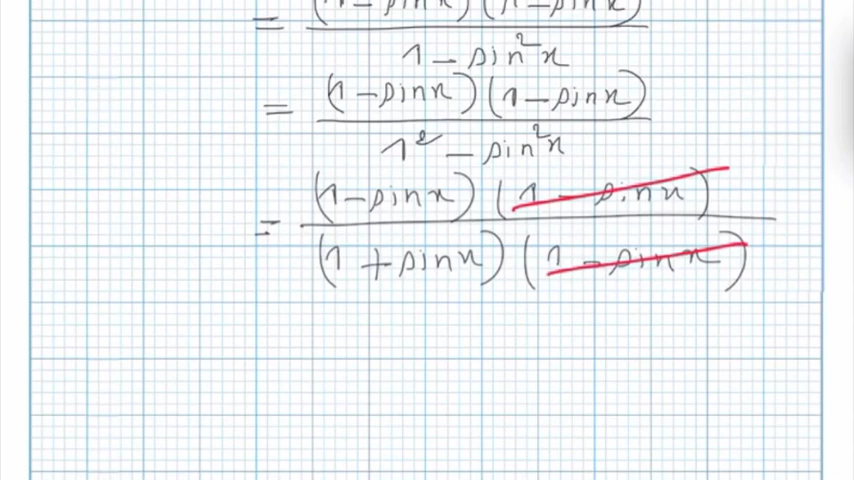 = (1 - sinx)(1 - sinx)
1 - sin²x
= (1 - sinx)(1 - sinx)
1² - sin²x
= (1 - sinx)(1 - sinx)
(1 + sinx)(1 - sinx)